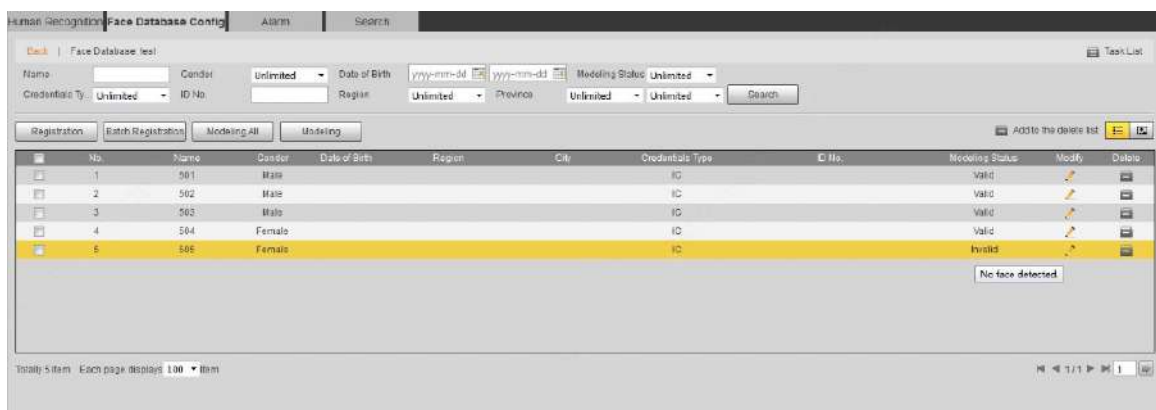 Human Recognition Face Database Config Alarm Search
Back | Face Database: test Task List
Name Gender Unlimited Date of Birth yyyy-mm-dd yyyy-mm-dd Modeling Status Unlimited
Credentials Ty.. Unlimited ID No. Region Unlimited Province Unlimited Unlimited Search
Registration Batch Registration Modeling All Modeling Add to the delete list
No. Name Gender Date of Birth Region City Credentials Type ID No. Modeling Status Modify Delete
1 501 Male IC Valid
2 502 Male IC Valid
3 503 Male IC Valid
4 504 Female IC Valid
5 505 Female IC Invalid
No face detected.
Totally 5 item Each page displays 100 item 1/1 1